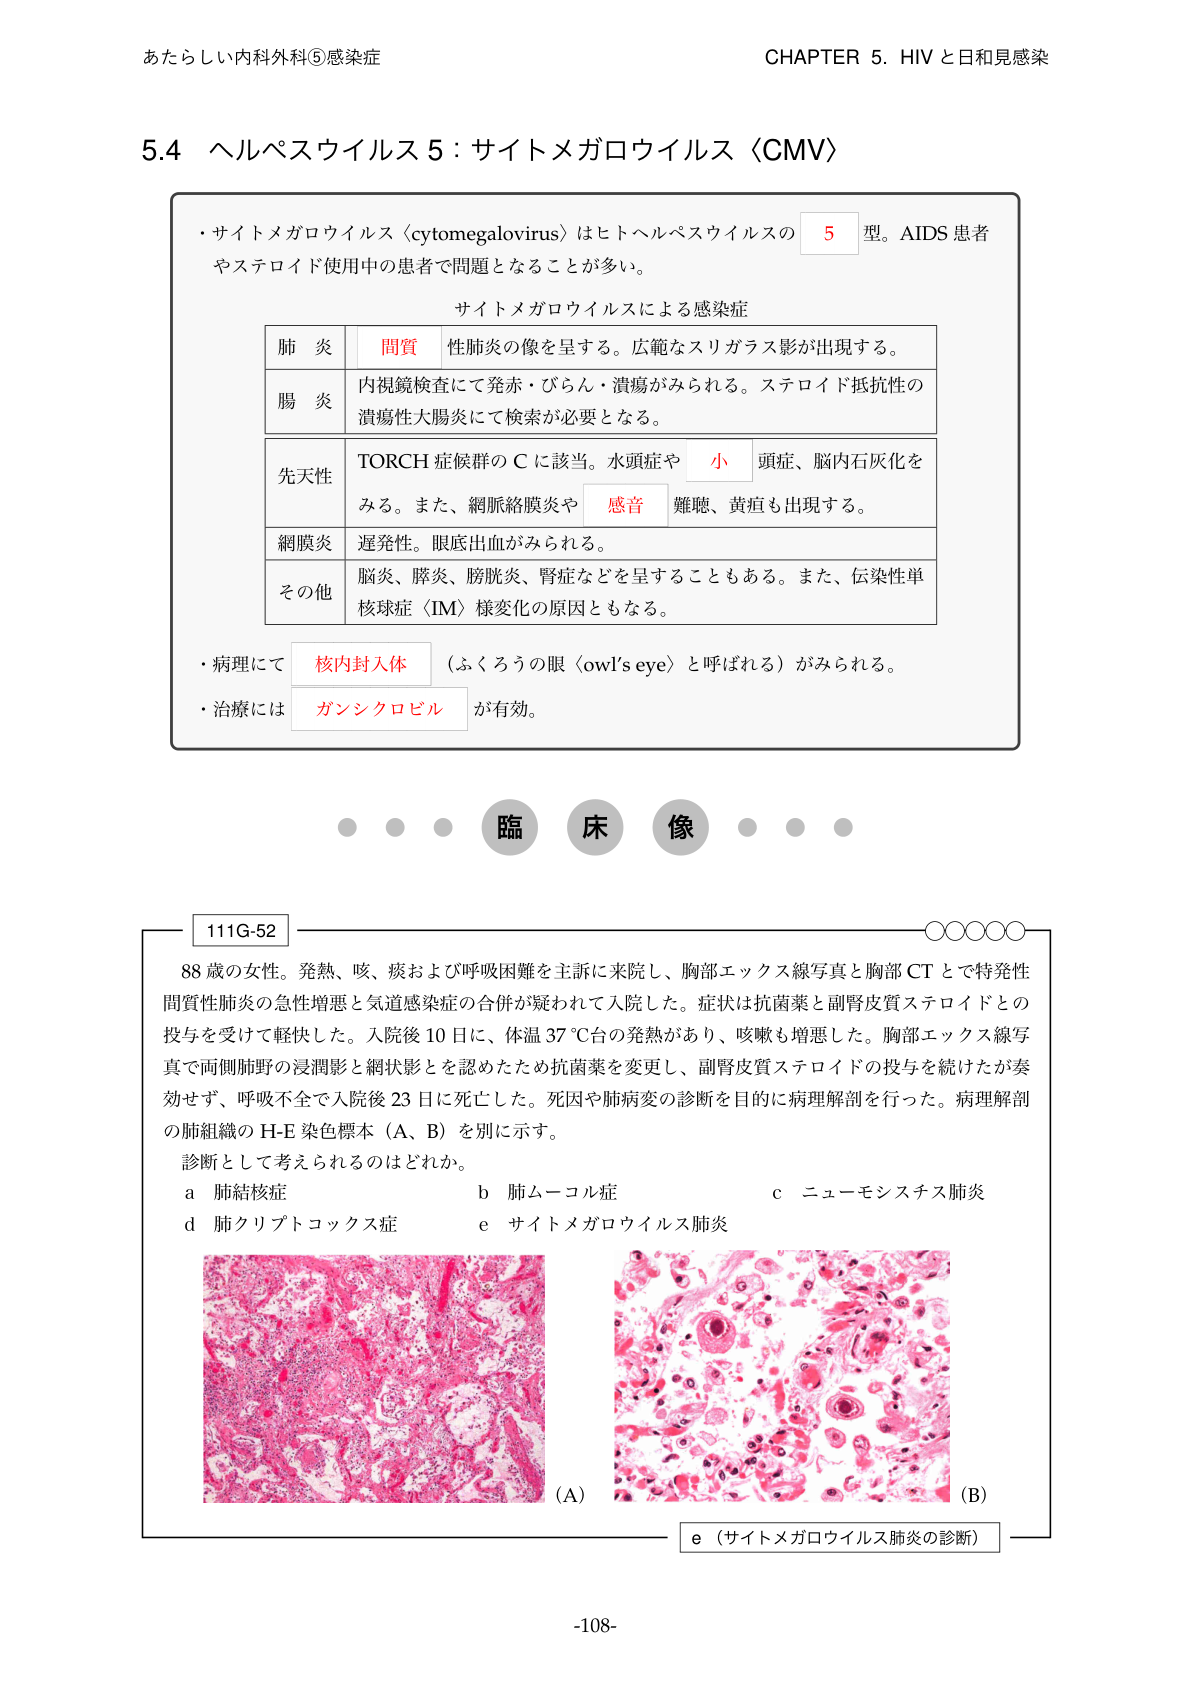 あたらしい内科外科⑤感染症
CHAPTER 5. HIV と日和見感染
5.4 ヘルペスウイルス 5：サイトメガロウイルス〈CMV〉
・サイトメガロウイルス〈cytomegalovirus〉はヒトヘルペスウイルスの 5 型。AIDS 患者
やステロイド使用中の患者で問題となることが多い。
サイトメガロウイルスによる感染症
肺 炎 間質 性肺炎の像を呈する。広範なスリガラス影が出現する。
腸 炎 内視鏡検査にて発赤・びらん・潰瘍がみられる。ステロイド抵抗性の
潰瘍性大腸炎にて検索が必要となる。
先天性 TORCH 症候群の C に該当。水頭症や 小 頭症、脳内石灰化を
みる。また、網脈絡膜炎や 感音 難聴、黄疸も出現する。
網膜炎 遅発性。眼底出血がみられる。
その他 脳炎、膵炎、膀胱炎、腎症などを呈することもある。また、伝染性単
核球症〈IM〉様変化の原因ともなる。
・病理にて 核内封入体 （ふくろうの眼〈owl's eye〉と呼ばれる）がみられる。
・治療には ガンシクロビル が有効。
臨 床 像
111G-52
88 歳の女性。発熱、咳、痰および呼吸困難を主訴に来院し、胸部エックス線写真と胸部 CT とで特発性
間質性肺炎の急性増悪と気道感染症の合併が疑われて入院した。症状は抗菌薬と副腎皮質ステロイドとの
投与を受けて軽快した。入院後 10 日に、体温 37 ℃台の発熱があり、咳嗽も増悪した。胸部エックス線写
真で両側肺野の浸潤影と網状影とを認めたため抗菌薬を変更し、副腎皮質ステロイドの投与を続けたが奏
効せず、呼吸不全で入院後 23 日に死亡した。死因や肺病変の診断を目的に病理解剖を行った。病理解剖
の肺組織の H-E 染色標本（A、B）を別に示す。
診断として考えられるのはどれか。
a 肺結核症 b 肺ムーコル症 c ニューモシスチス肺炎
d 肺クリプトコックス症 e サイトメガロウイルス肺炎
(A)
(B)
e （サイトメガロウイルス肺炎の診断）
-108-